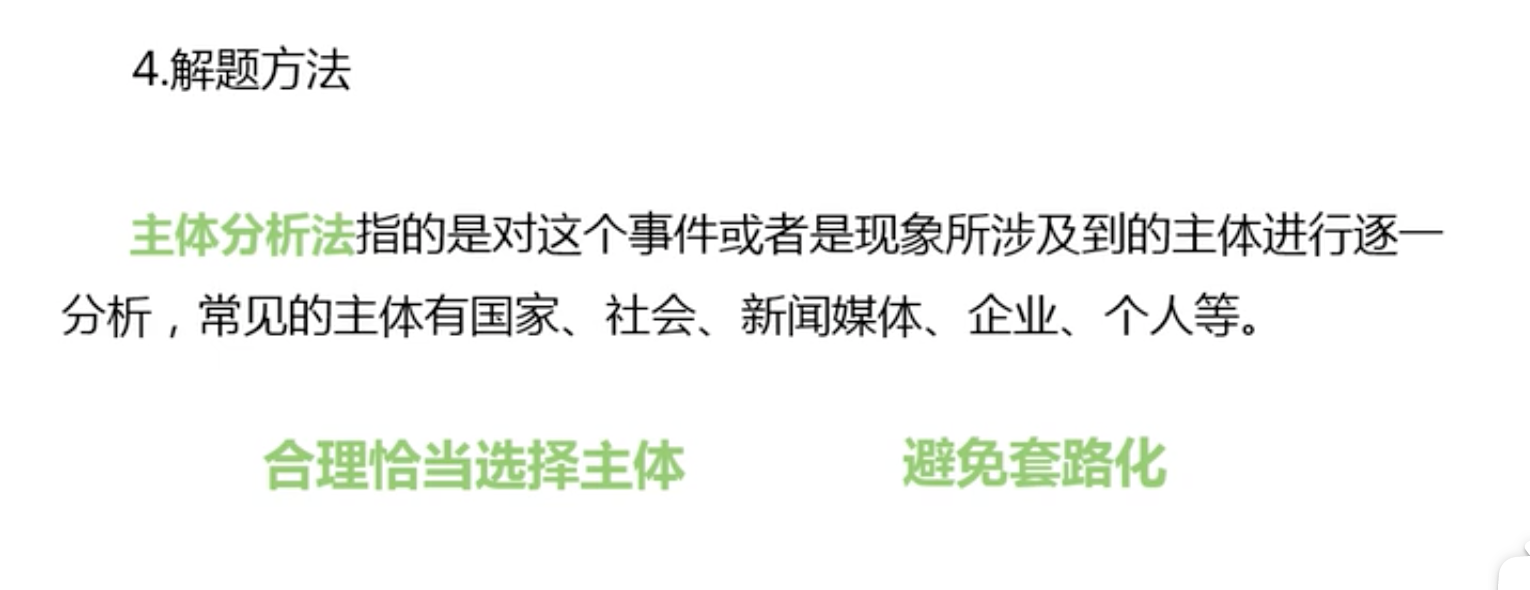 4.解题方法
主体分析法指的是对这个事件或者是现象所涉及到的主体进行逐一
分析，常见的主体有国家、社会、新闻媒体、企业、个人等。
合理恰当选择主体 避免套路化